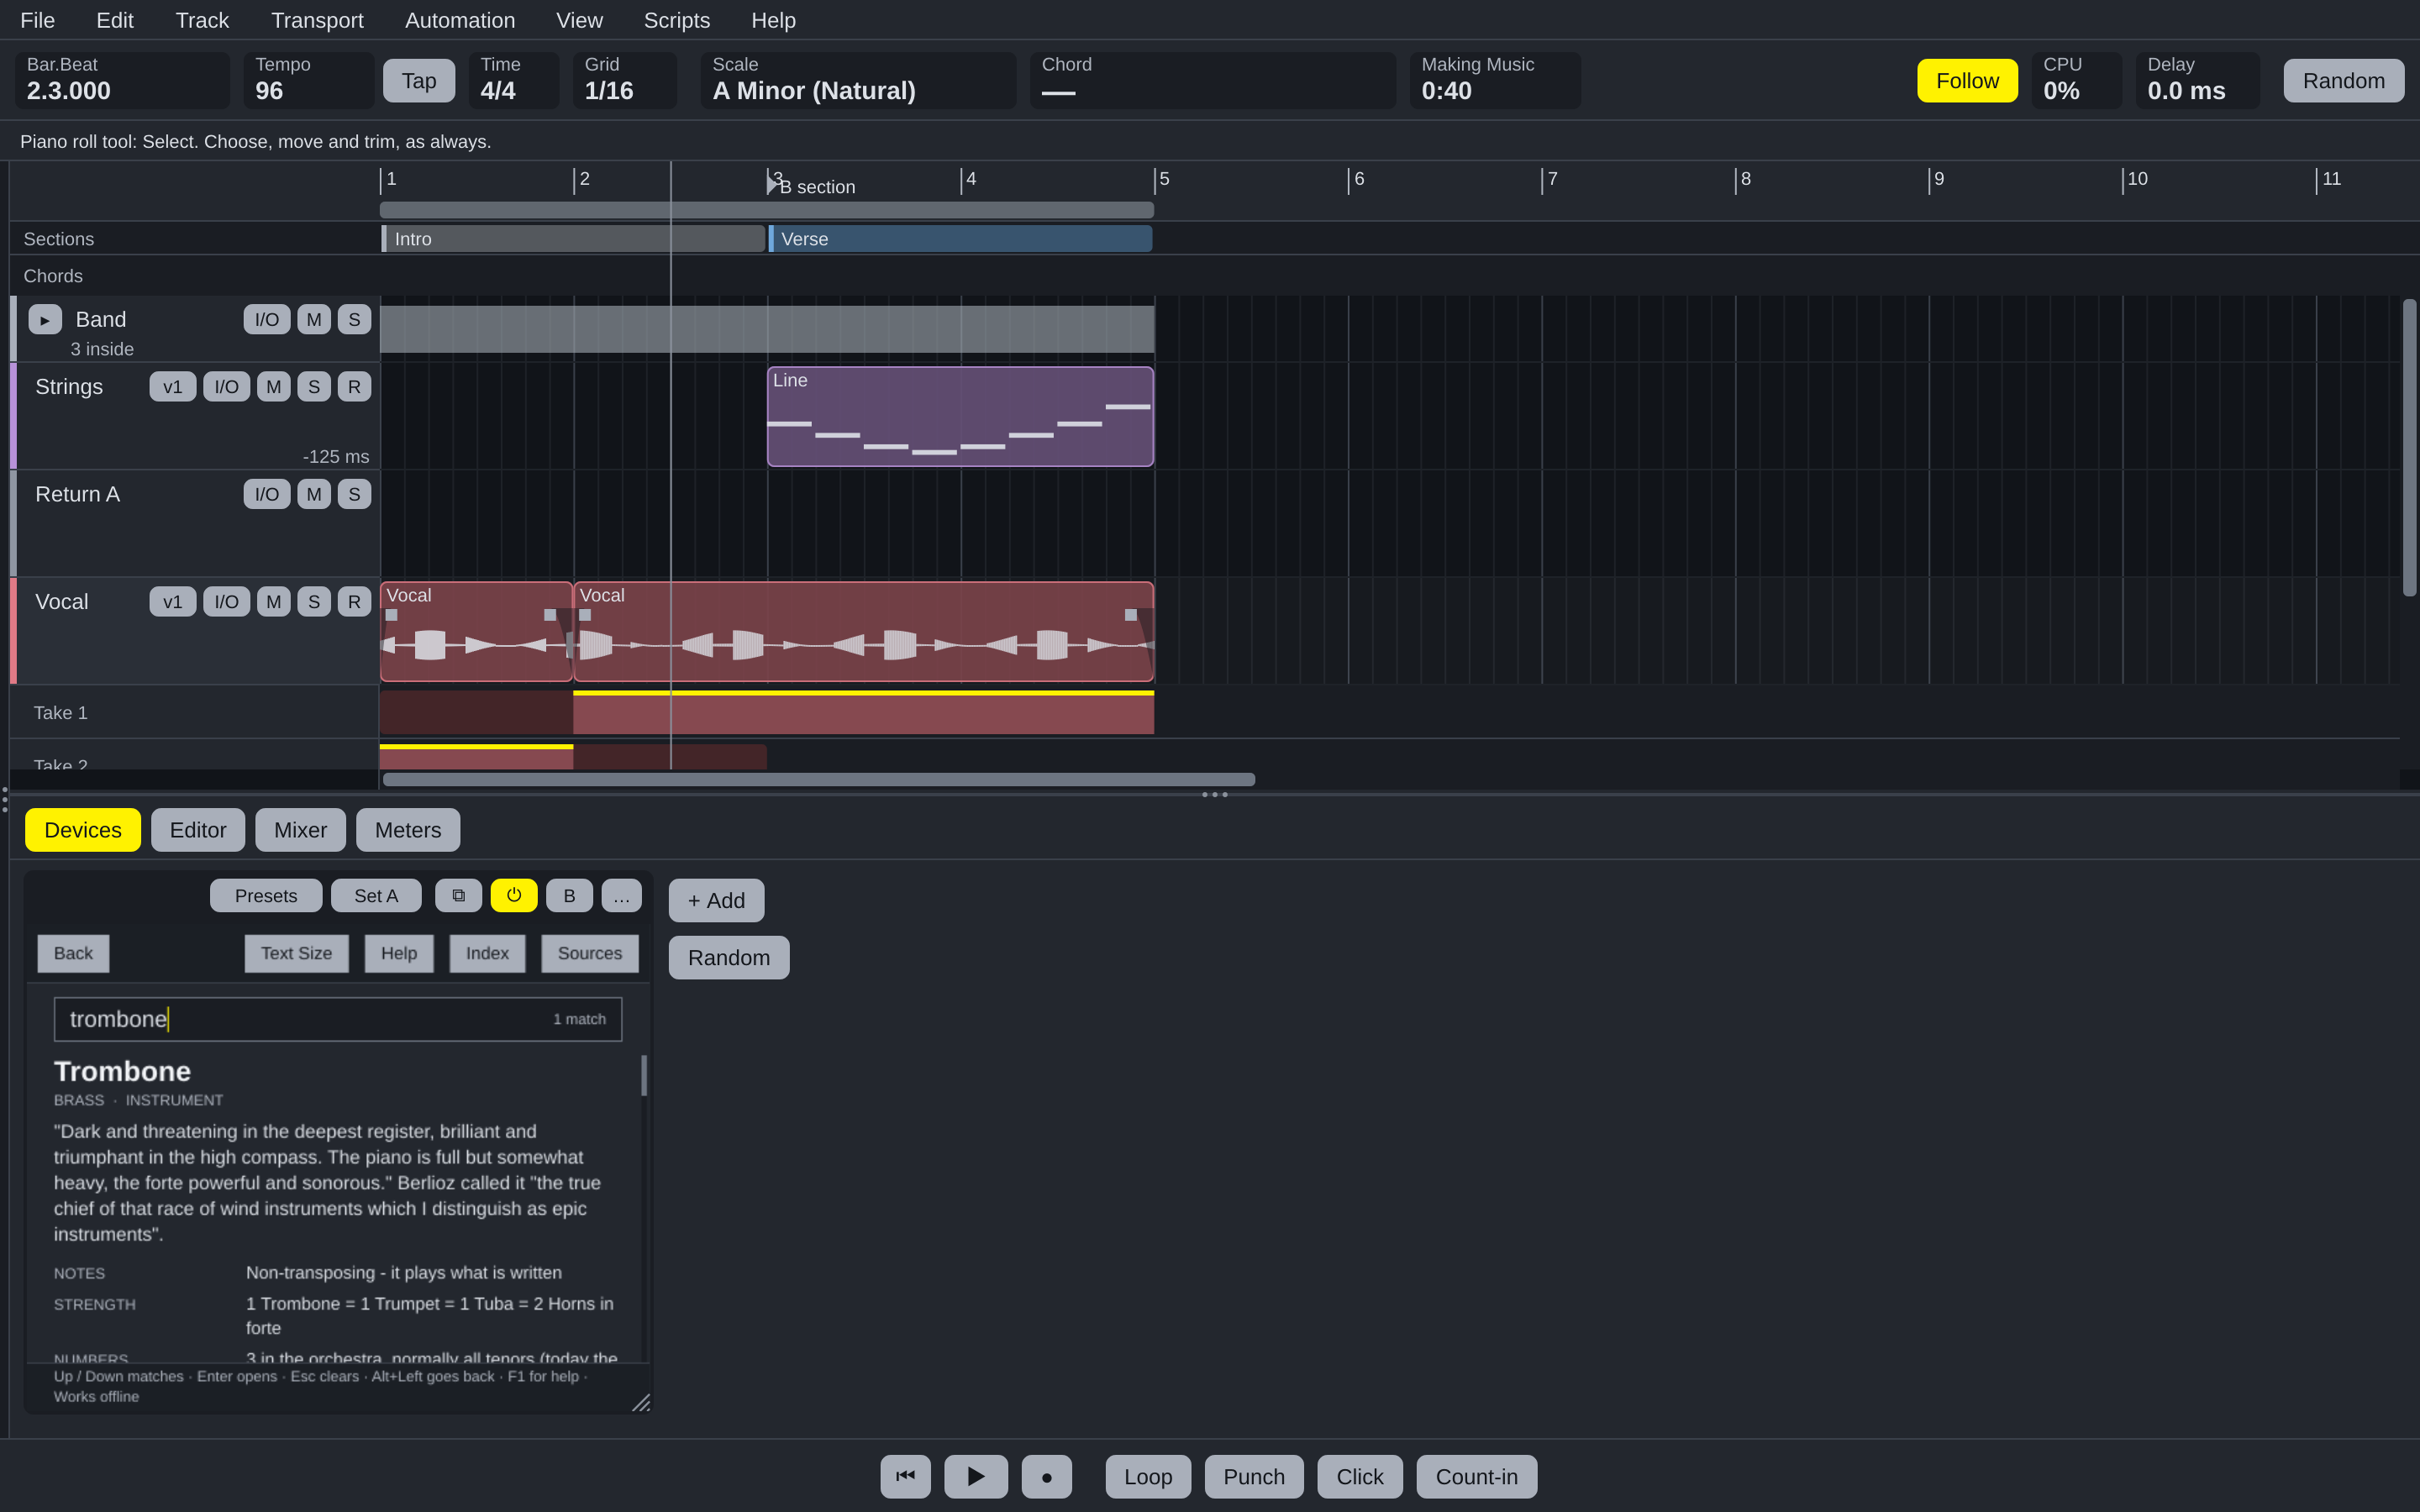 File Edit Track Transport Automation View Scripts Help
Bar.Beat Tempo Time Grid Scale Chord Making Music CPU Delay
2.3.000 96 Tap 4/4 1/16 A Minor (Natural) — 0:40 Follow 0% 0.0 ms Random
Piano roll tool: Select. Choose, move and trim, as always.
1 2 3 4 5 6 7 8 9 10 11
B section
Sections Intro Verse
Chords
Band I/O M S
3 inside
Strings v1 I/O M S R Line
-125 ms
Return A I/O M S
Vocal v1 I/O M S R Vocal Vocal
Take 1
Take 2
Devices Editor Mixer Meters
Presets Set A B ... + Add
Back Text Size Help Index Sources Random
trombone 1 match
Trombone
BRASS · INSTRUMENT
"Dark and threatening in the deepest register, brilliant and
triumphant in the high compass. The piano is full but somewhat
heavy, the forte powerful and sonorous." Berlioz called it "the true
chief of that race of wind instruments which I distinguish as epic
instruments".
NOTES Non-transposing - it plays what is written
STRENGTH 1 Trombone = 1 Trumpet = 1 Tuba = 2 Horns in
forte
NUMBERS 3 in the orchestra, normally all tenors (today the
Up / Down matches · Enter opens · Esc clears · Alt+Left goes back · F1 for help ·
Works offline
Loop Punch Click Count-in